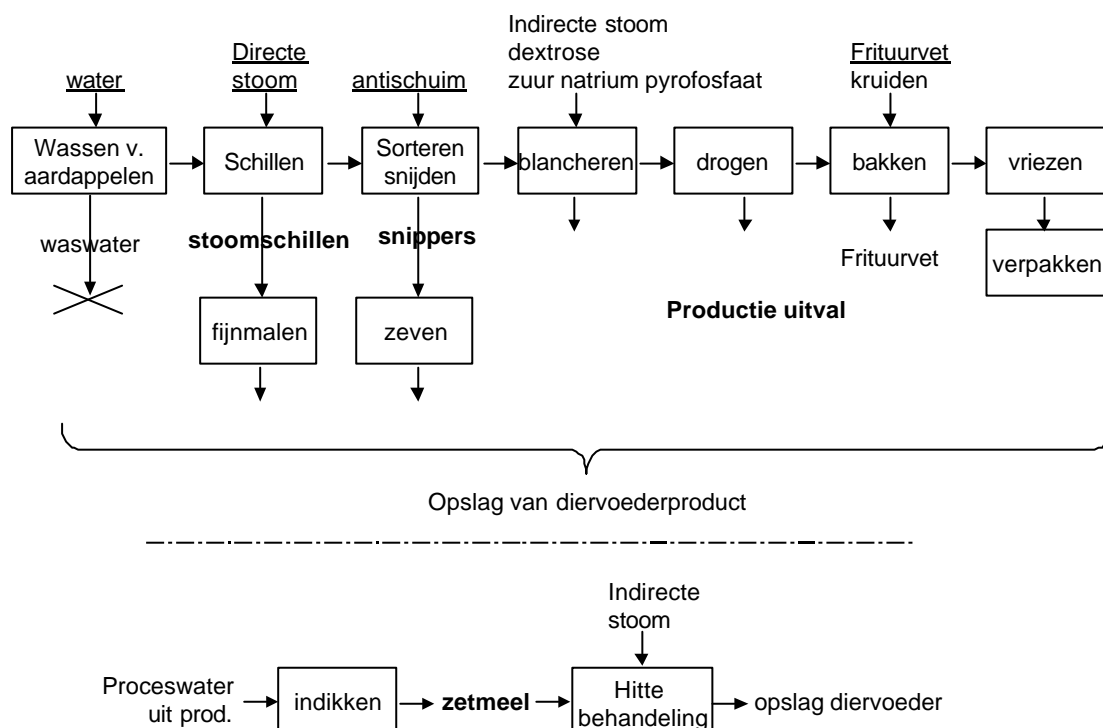 Indirecte stoom
dextrose
zuur natrium pyrofosfaat
Directe
stoom
Frituurvet
kruiden
water
antischuim
Wassen v.
aardappelen
Schillen
Sorteren
snijden
blancheren
drogen
bakken
vriezen
waswater
stoomschillen
snippers
Frituurvet
verpakken
Productie uitval
fijnmalen
zeven
Opslag van diervoederproduct
Indirecte
stoom
Proceswater
uit prod.
indikken
zetmeel
Hitte
behandeling
opslag diervoeder